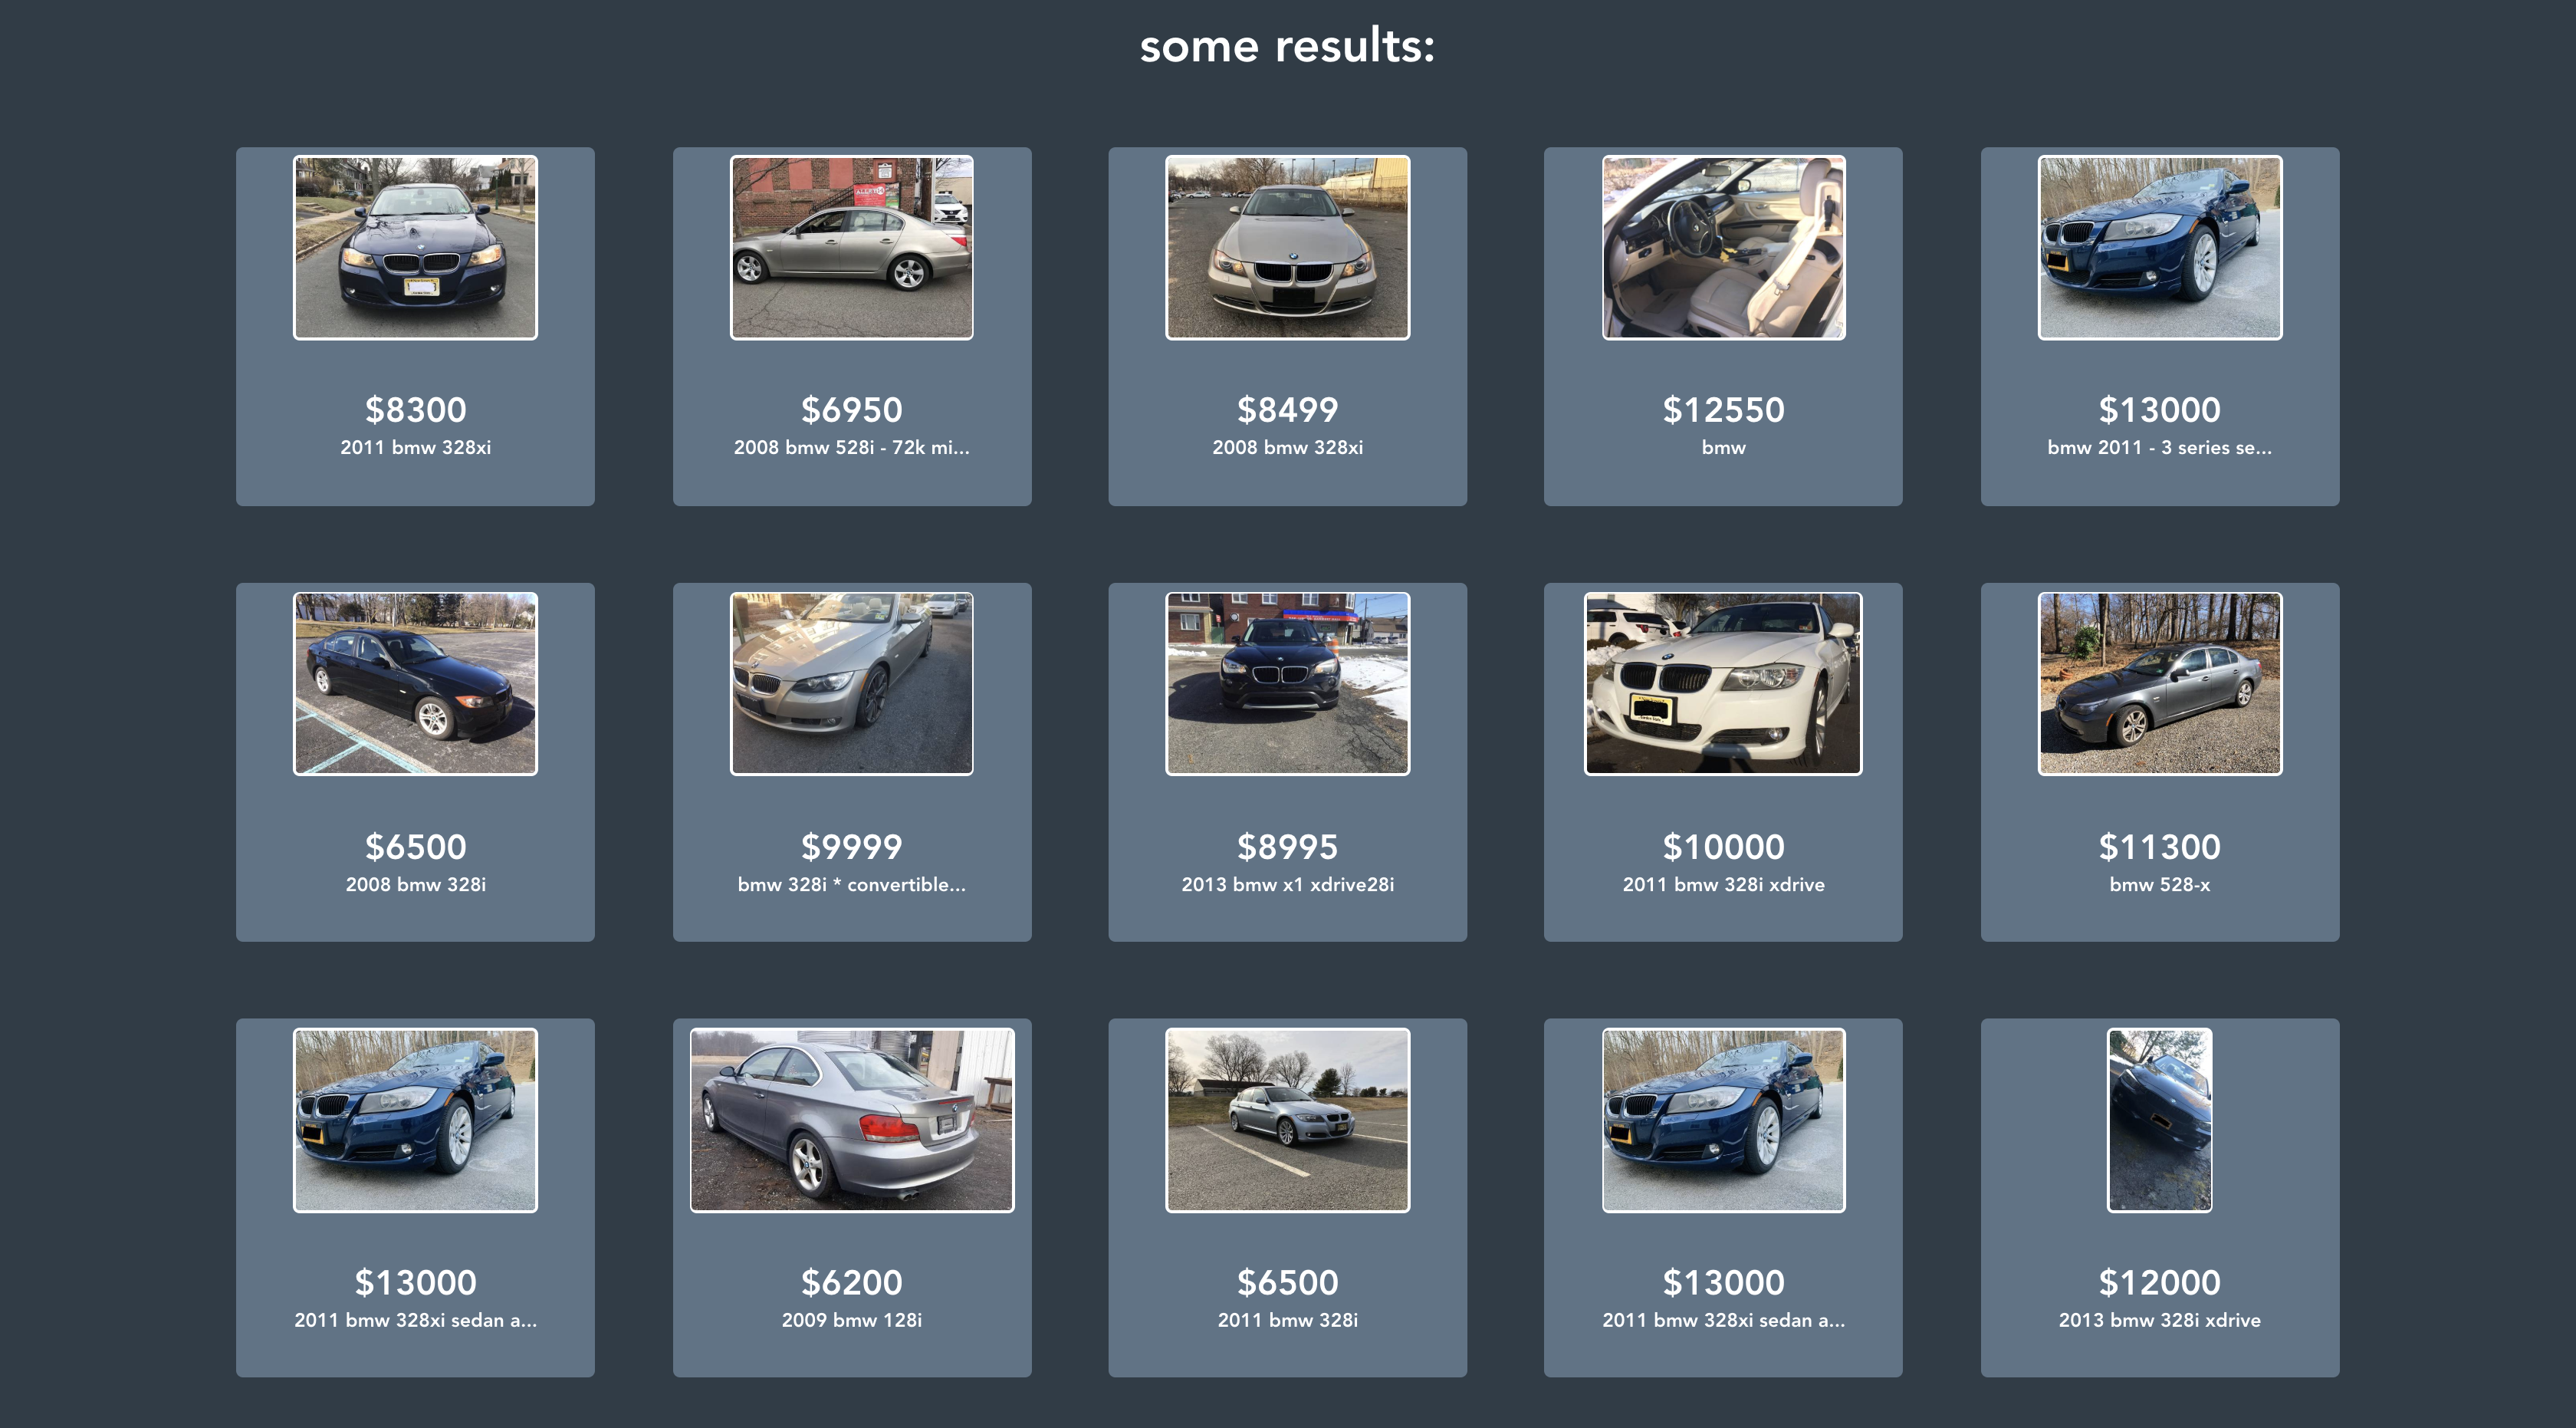 some results:
$8300
2011 bmw 328xi
$6950
2008 bmw 528i - 72k mi...
$8499
2008 bmw 328xi
$12550
bmw
$13000
bmw 2011 - 3 series se...
$6500
2008 bmw 328i
$9999
bmw 328i * convertible...
$8995
2013 bmw x1 xdrive28i
$10000
2011 bmw 328i xdrive
$11300
bmw 528-x
$13000
2011 bmw 328xi sedan a...
$6200
2009 bmw 128i
$6500
2011 bmw 328i
$13000
2011 bmw 328xi sedan a...
$12000
2013 bmw 328i xdrive